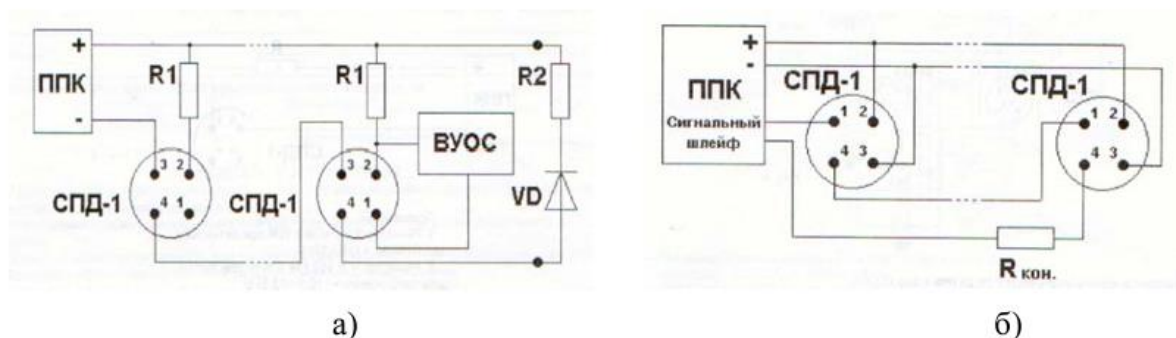 +
ППК
-
R1
R1
R2
3 2
4 1
СПД-1
3 2
4 1
СПД-1
ВУОС
VD
а)
+
-
ППК
Сигнальный
шлейф
СПД-1
1 2
4 3
СПД-1
1 2
4 3
R кон.
б)